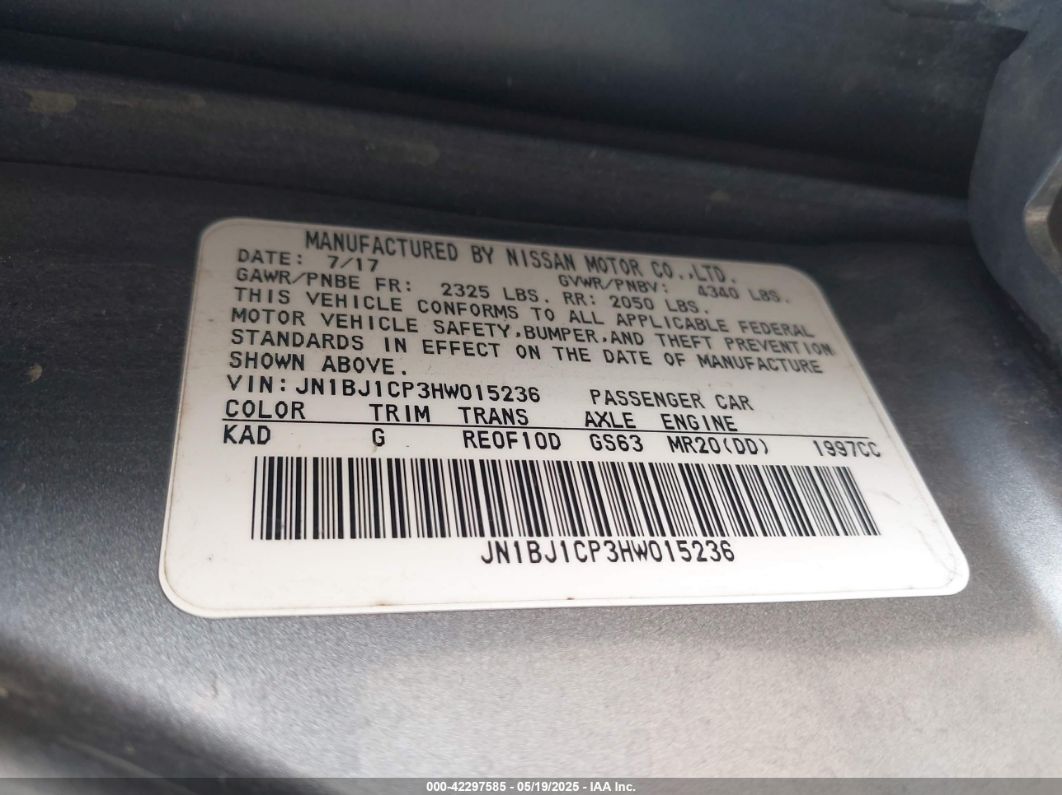 MANUFACTURED BY NISSAN MOTOR CO.,LTD.
DATE: 7/17 GVWR/PNBV: 4340 LBS.
GAWR/PNBE FR: 2325 LBS. RR: 2050 LBS.
THIS VEHICLE CONFORMS TO ALL APPLICABLE FEDERAL
MOTOR VEHICLE SAFETY,BUMPER,AND THEFT PREVENTION
STANDARDS IN EFFECT ON THE DATE OF MANUFACTURE
SHOWN ABOVE.
VIN:JN1BJ1CP3HW015236 PASSENGER CAR
COLOR TRIM TRANS AXLE ENGINE
KAD G RE0F10D GS63 MR20(DD) 1997CC
JN1BJ1CP3HW015236
000-42297585 - 05/19/2025 - IAA Inc.